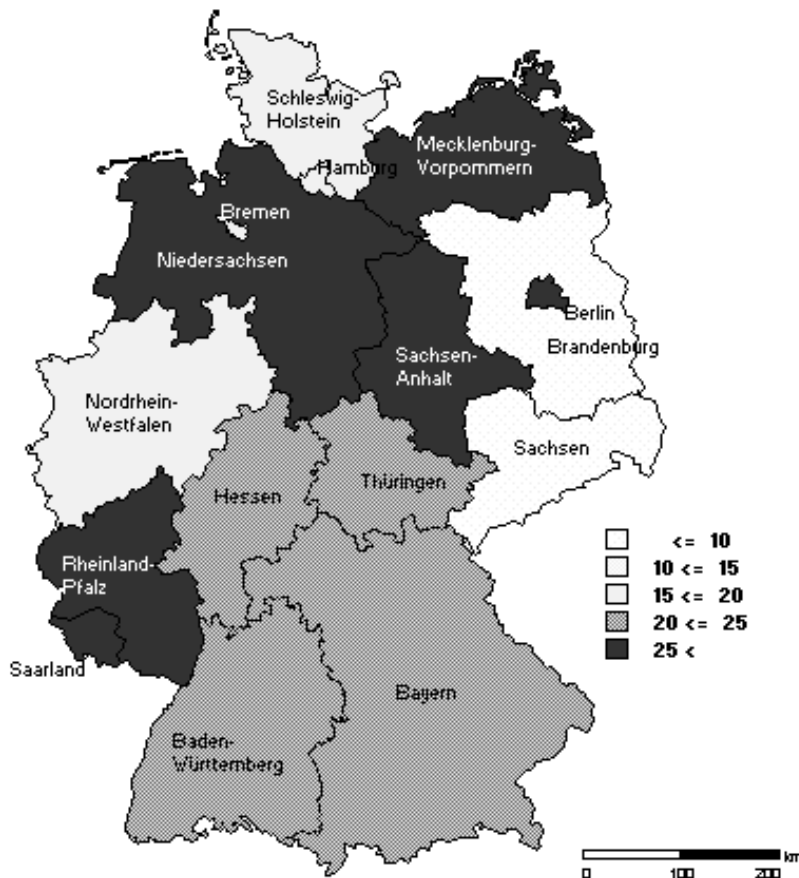 Schleswig-
Holstein
Hamburg
Mecklenburg-
Vorpommern
Bremen
Niedersachsen
Berlin
Brandenburg
Sachsen-
Anhalt
Nordrhein-
Westfalen
Sachsen
Thüringen
Hessen
Rheinland-
Pfalz
Saarland
Bayern
Baden-
Württemberg
<= 10
10 <= 15
15 <= 20
20 <= 25
25 <
km
0 100 200